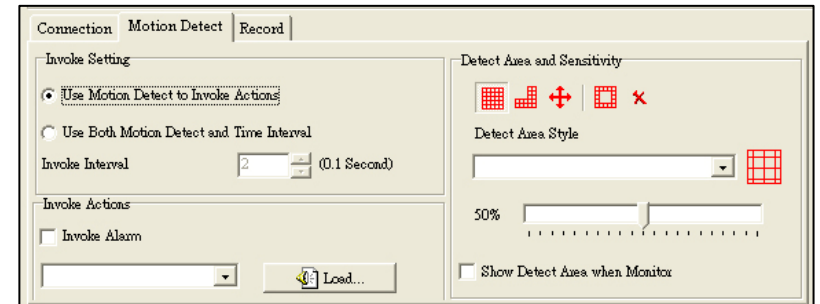 Connection Motion Detect Record
Invoke Setting
Use Motion Detect to Invoke Actions
Use Both Motion Detect and Time Interval
Invoke Interval 2 (0.1 Second)
Invoke Actions
Invoke Alarm
Load...
Detect Area and Sensitivity
Detect Area Style
50%
Show Detect Area when Monitor